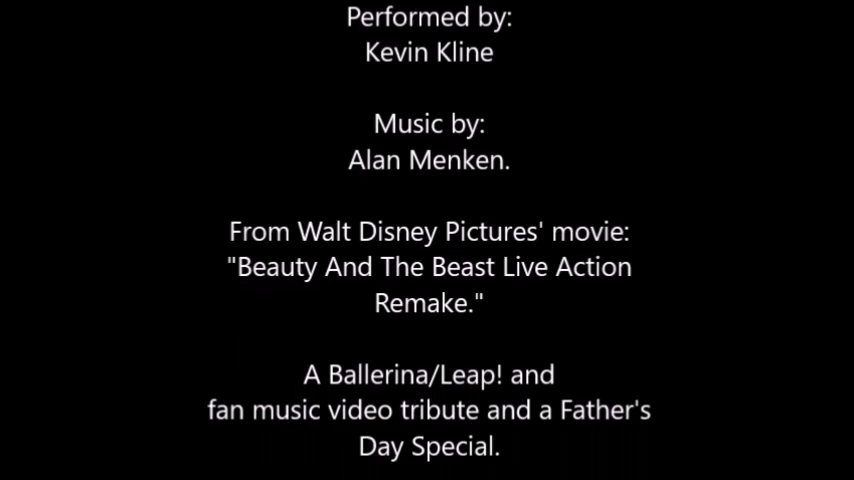 Performed by:
Kevin Kline
Music by:
Alan Menken.
From Walt Disney Pictures' movie:
"Beauty And The Beast Live Action
Remake."
A Ballerina/Leap! and
fan music video tribute and a Father's
Day Special.